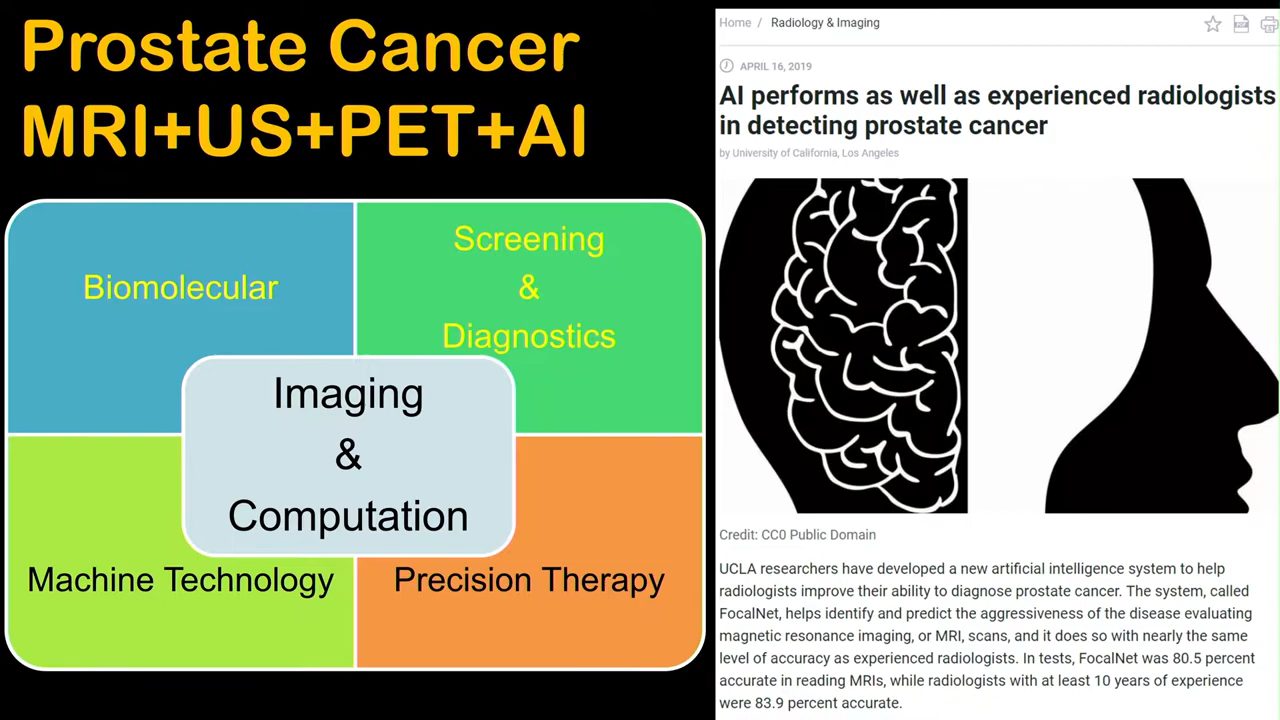 Prostate Cancer
MRI+US+PET+AI
Biomolecular
Screening
&
Diagnostics
Imaging
&
Computation
Machine Technology
Precision Therapy
Home / Radiology & Imaging
PDF
APRIL 16, 2019
AI performs as well as experienced radiologists
in detecting prostate cancer
by University of California, Los Angeles
Credit: CC0 Public Domain
UCLA researchers have developed a new artificial intelligence system to help
radiologists improve their ability to diagnose prostate cancer. The system, called
FocalNet, helps identify and predict the aggressiveness of the disease evaluating
magnetic resonance imaging, or MRI, scans, and it does so with nearly the same
level of accuracy as experienced radiologists. In tests, FocalNet was 80.5 percent
accurate in reading MRIs, while radiologists with at least 10 years of experience
were 83.9 percent accurate.